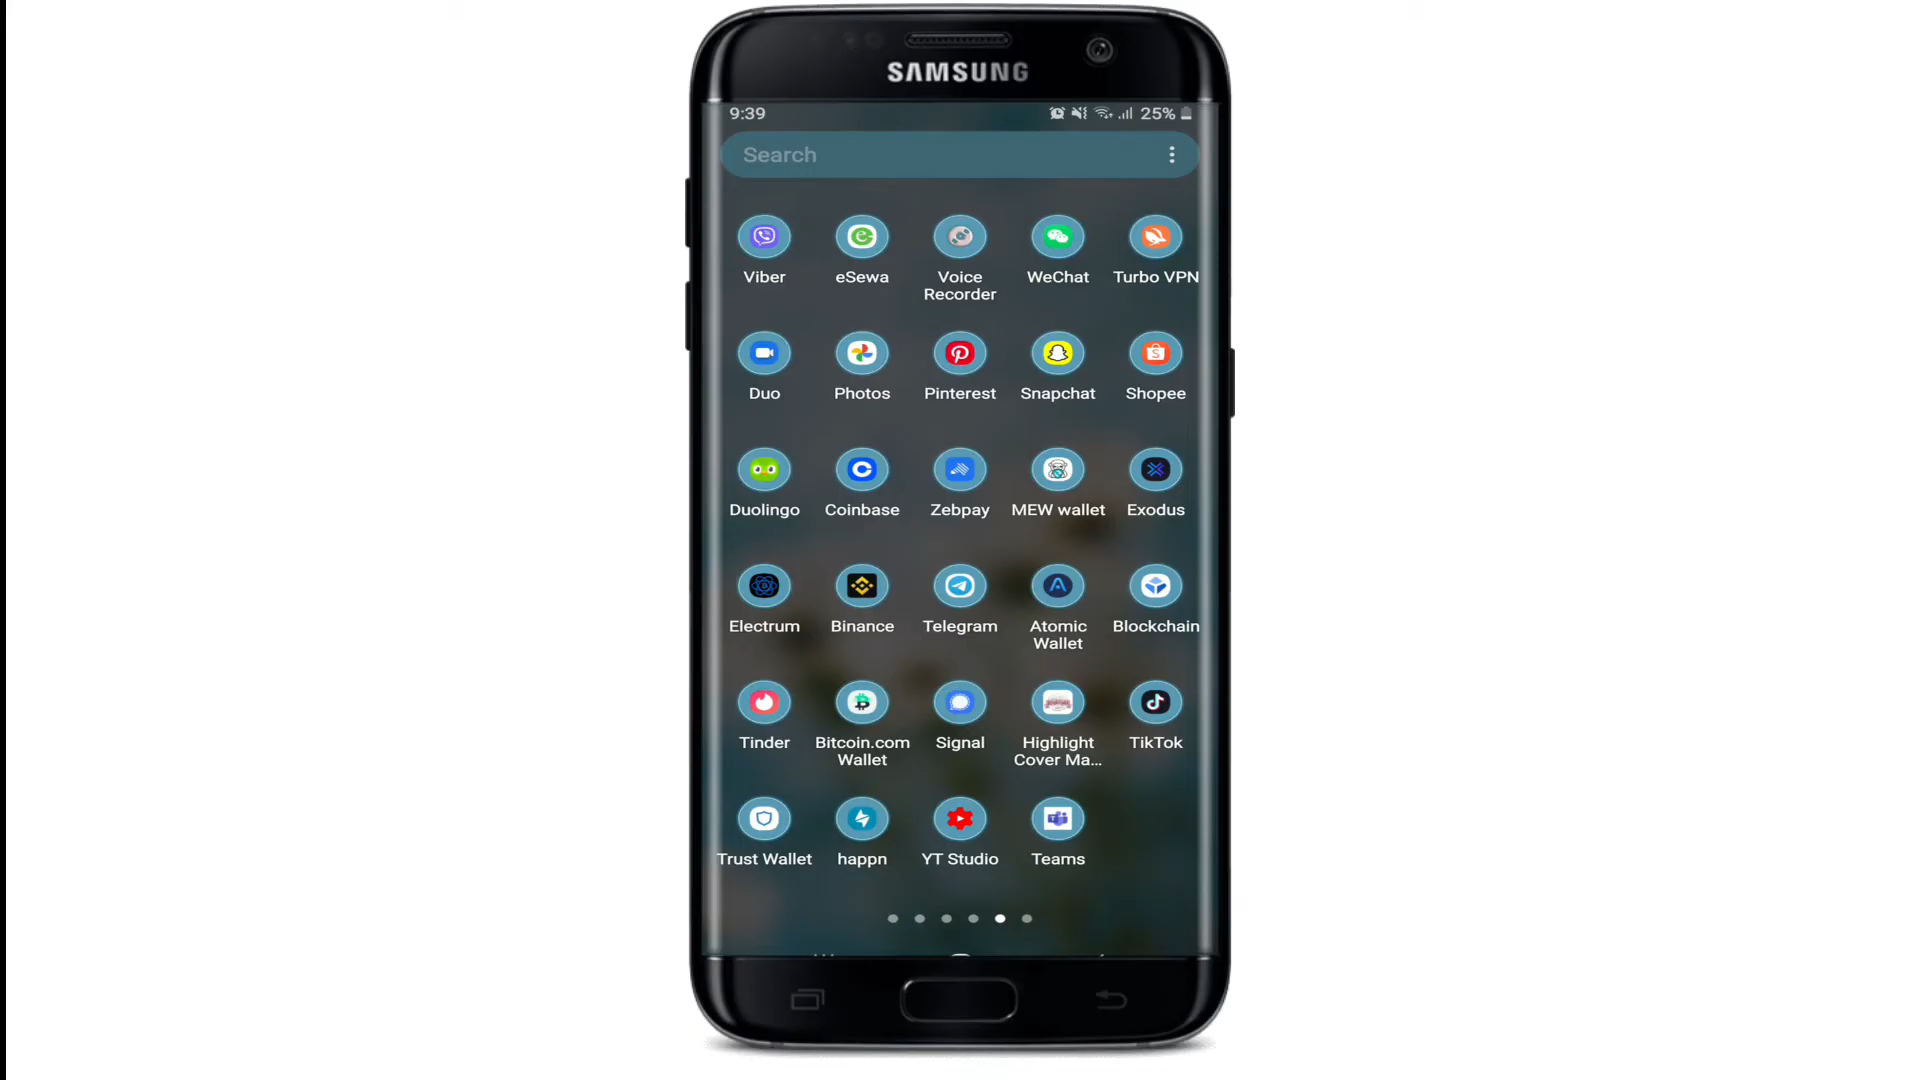 SAMSUNG
9:39
25%
Search
Viber
eSewa
Voice
Recorder
WeChat
Turbo VPN
Duo
Photos
Pinterest
Snapchat
Shopee
Duolingo
Coinbase
Zebpay
MEW wallet
Exodus
Electrum
Binance
Telegram
Atomic
Wallet
Blockchain
Tinder
Bitcoin.com
Wallet
Signal
Highlight
Cover Ma...
TikTok
Trust Wallet
happn
YT Studio
Teams